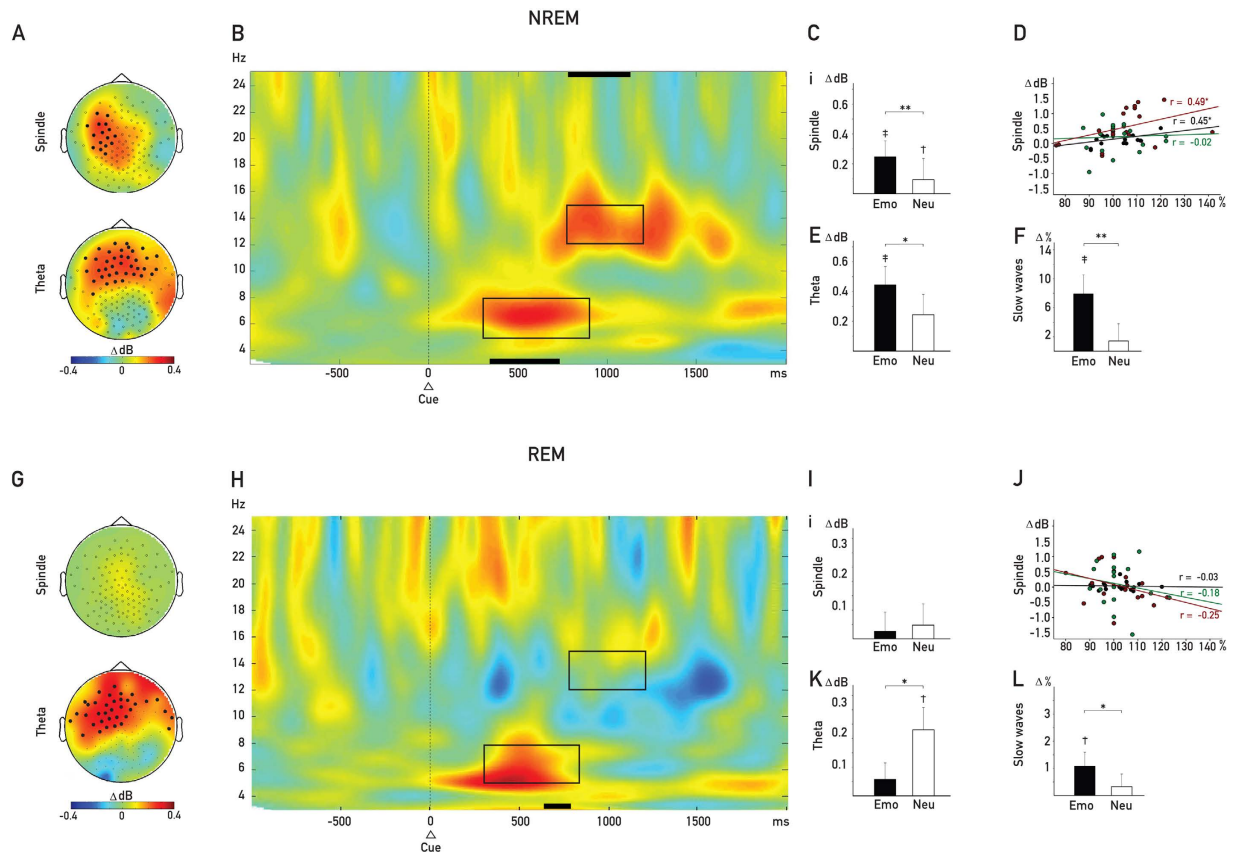 NREM
A
B
C
D
Hz
24
22
20
18
16
14
12
10
8
6
4
-500
0
500
1000
1500
ms
Cue
Spindle
Theta
Δ dB
-0.4
0
0.4
i
Δ dB
Spindle
0.6
0.4
0.2
**
‡
†
Emo
Neu
Δ dB
Spindle
1.5
1.0
0.5
0.0
-0.5
-1.0
-1.5
r = 0.49*
r = 0.45*
r = -0.02
80
90
100
110
120
130
140 %
E
Δ dB
Theta
0.6
0.4
0.2
*
‡
Emo
Neu
F
Δ %
Slow waves
14
10
6
2
**
‡
Emo
Neu
REM
G
H
I
J
Hz
24
22
20
18
16
14
12
10
8
6
4
-500
0
500
1000
1500
ms
Cue
Spindle
Theta
Δ dB
-0.4
0
0.4
i
Δ dB
Spindle
0.3
0.2
0.1
Emo
Neu
Δ dB
Spindle
1.5
1.0
0.5
0.0
-0.5
-1.0
-1.5
r = -0.03
r = -0.18
r = -0.25
80
90
100
110
120
130
140 %
K
Δ dB
Theta
0.3
0.2
0.1
*
†
Emo
Neu
L
Δ %
Slow waves
3
2
1
*
†
Emo
Neu